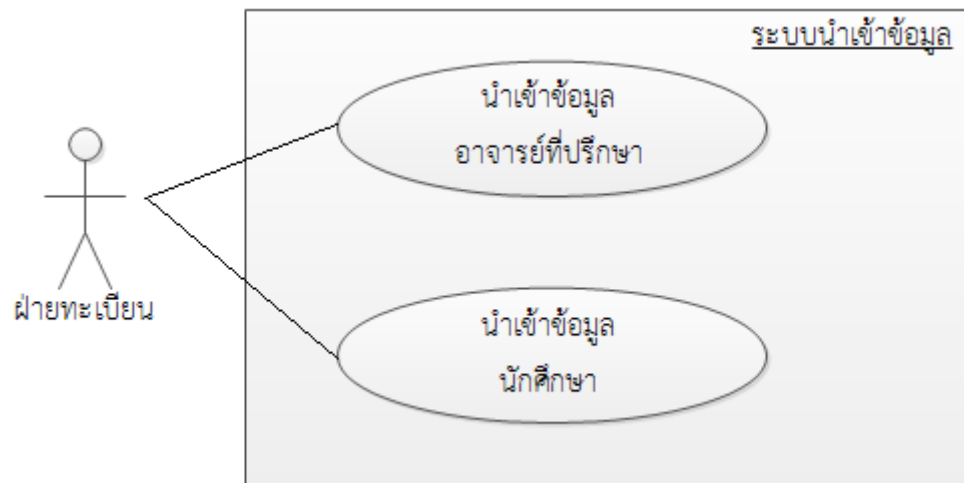 ระบบนำเข้าข้อมูล
นำเข้าข้อมูล
อาจารย์ที่ปรึกษา
ฝ่ายทะเบียน
นำเข้าข้อมูล
นักศึกษา